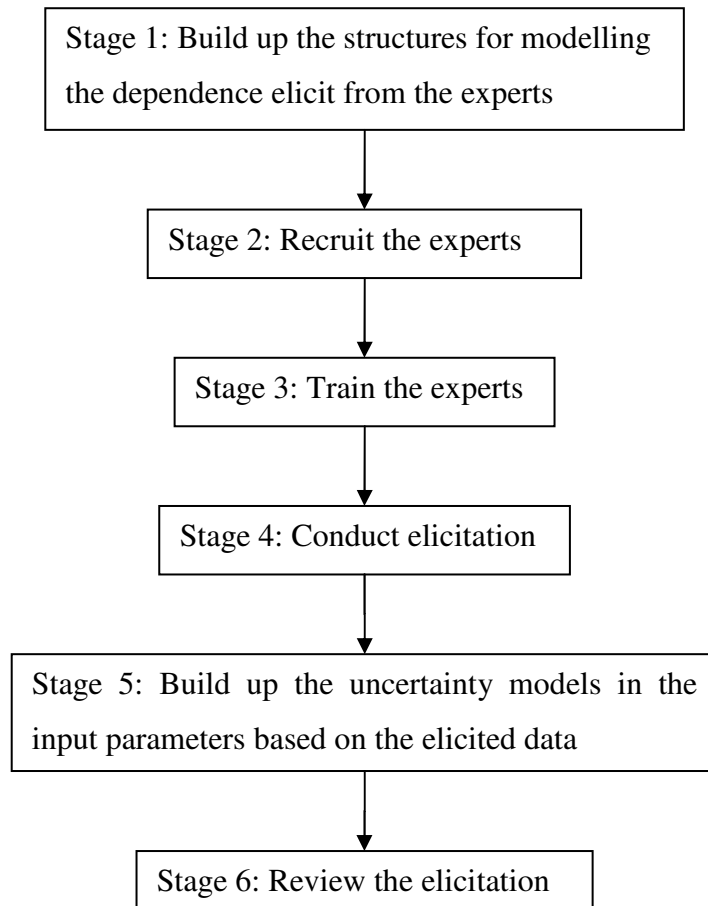 Stage 1: Build up the structures for modelling
the dependence elicit from the experts
Stage 2: Recruit the experts
Stage 3: Train the experts
Stage 4: Conduct elicitation
Stage 5: Build up the uncertainty models in the
input parameters based on the elicited data
Stage 6: Review the elicitation